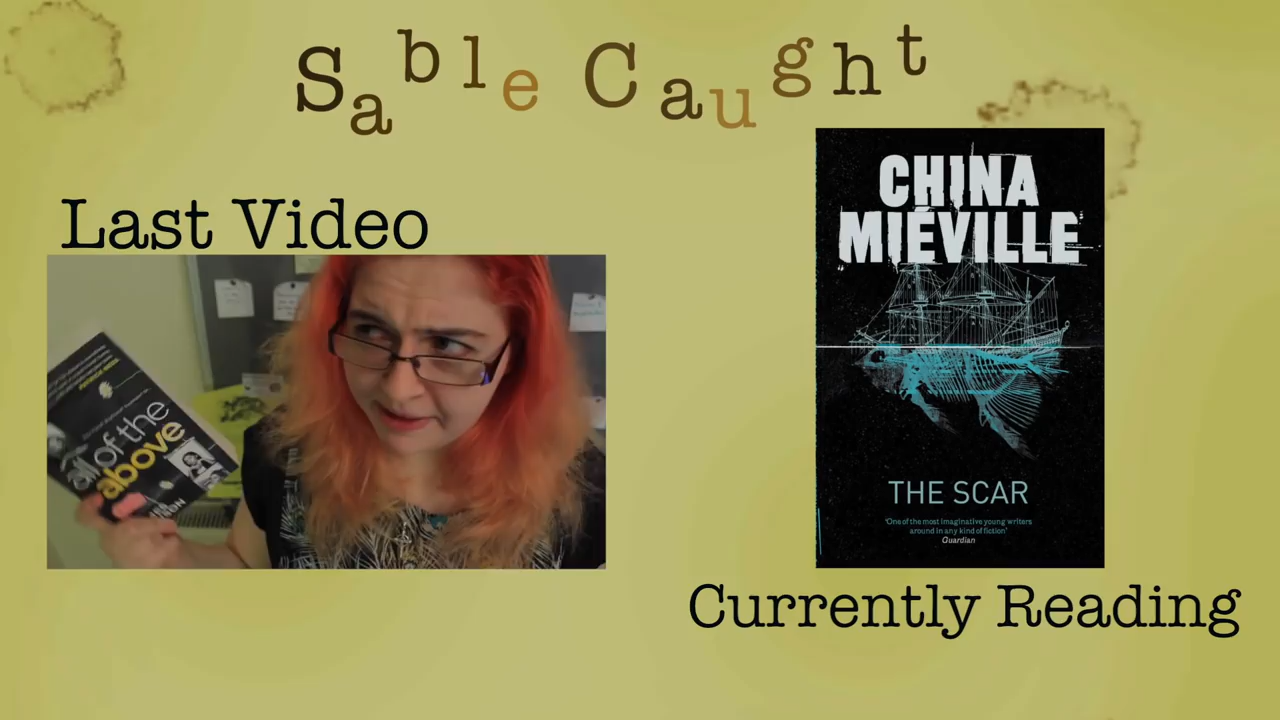 Sable Caught
Last Video
CHINA
MIÉVILLE
all of the
above
THE SCAR
'One of the most imaginative young writers
around in any kind of fiction'
Guardian
Currently Reading